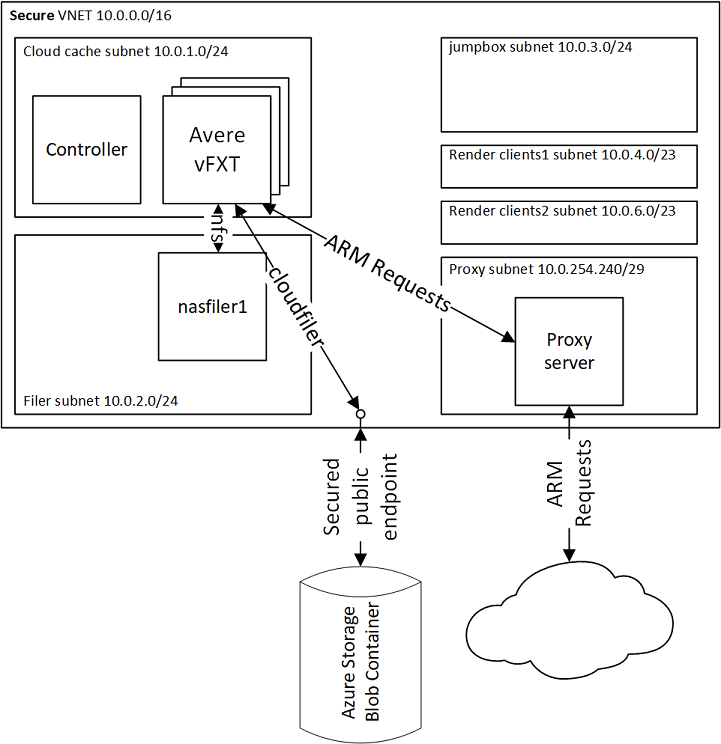 Secure VNET 10.0.0.0/16
Cloud cache subnet 10.0.1.0/24
Controller
Avere
vFXT
nfs
nasfiler1
Filer subnet 10.0.2.0/24
cloudfiler
ARM Requests
jumpbox subnet 10.0.3.0/24
Render clients1 subnet 10.0.4.0/23
Render clients2 subnet 10.0.6.0/23
Proxy subnet 10.0.254.240/29
Proxy
server
Secured
public
endpoint
ARM
Requests
Azure Storage
Blob Container